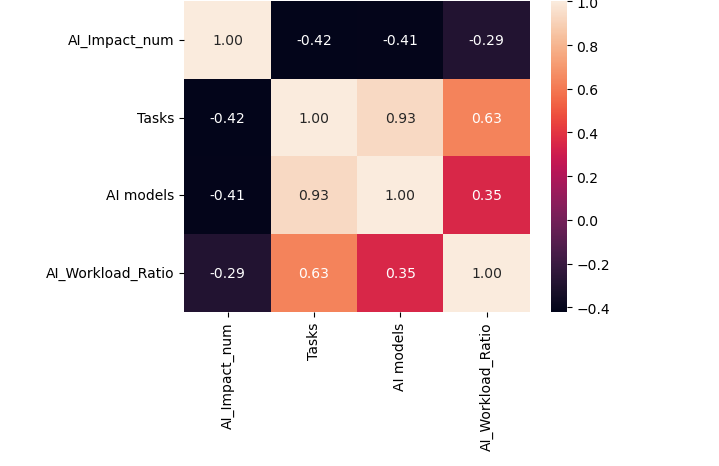 AI_Impact_num 1.00 -0.42 -0.41 -0.29
Tasks -0.42 1.00 0.93 0.63
AI models -0.41 0.93 1.00 0.35
AI_Workload_Ratio -0.29 0.63 0.35 1.00
AI_Impact_num
Tasks
AI models
AI_Workload_Ratio
1.0
0.8
0.6
0.4
0.2
0.0
−0.2
−0.4